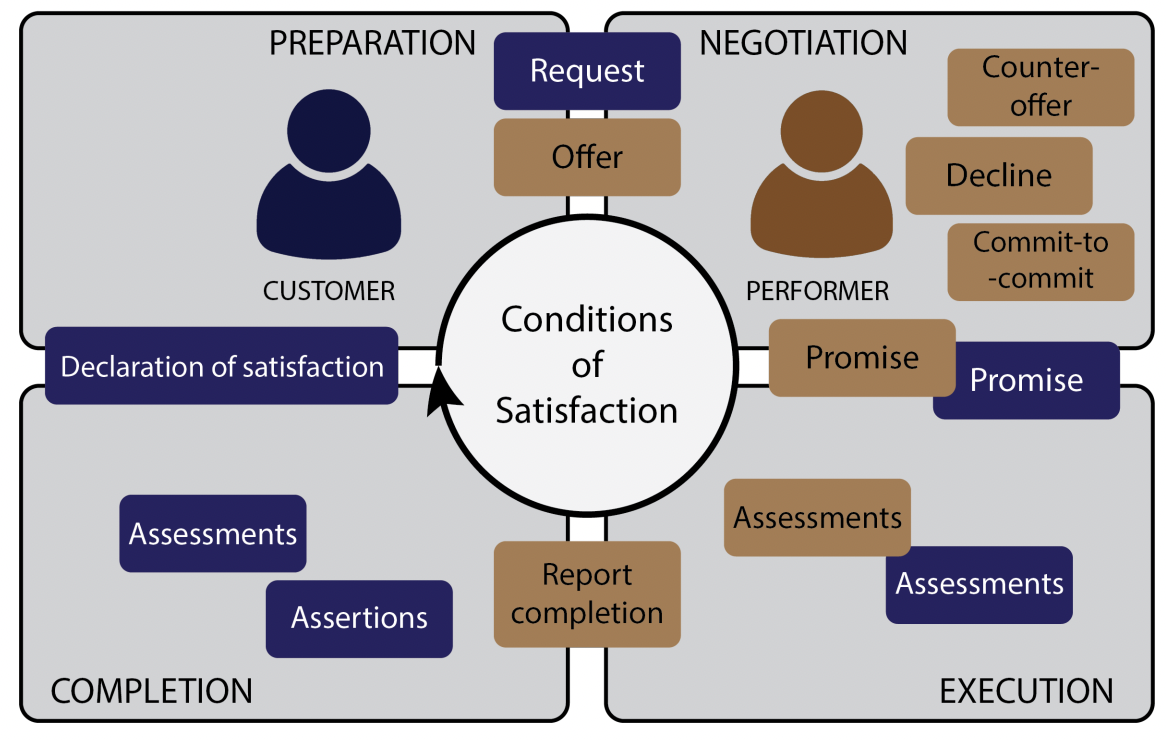 PREPARATION
Request
NEGOTIATION
Counter-
offer
Offer
Decline
Commit-to
-commit
CUSTOMER
PERFORMER
Conditions
of
Satisfaction
Declaration of satisfaction
Promise
Promise
Assessments
Assertions
Report
completion
Assessments
Assessments
COMPLETION
EXECUTION